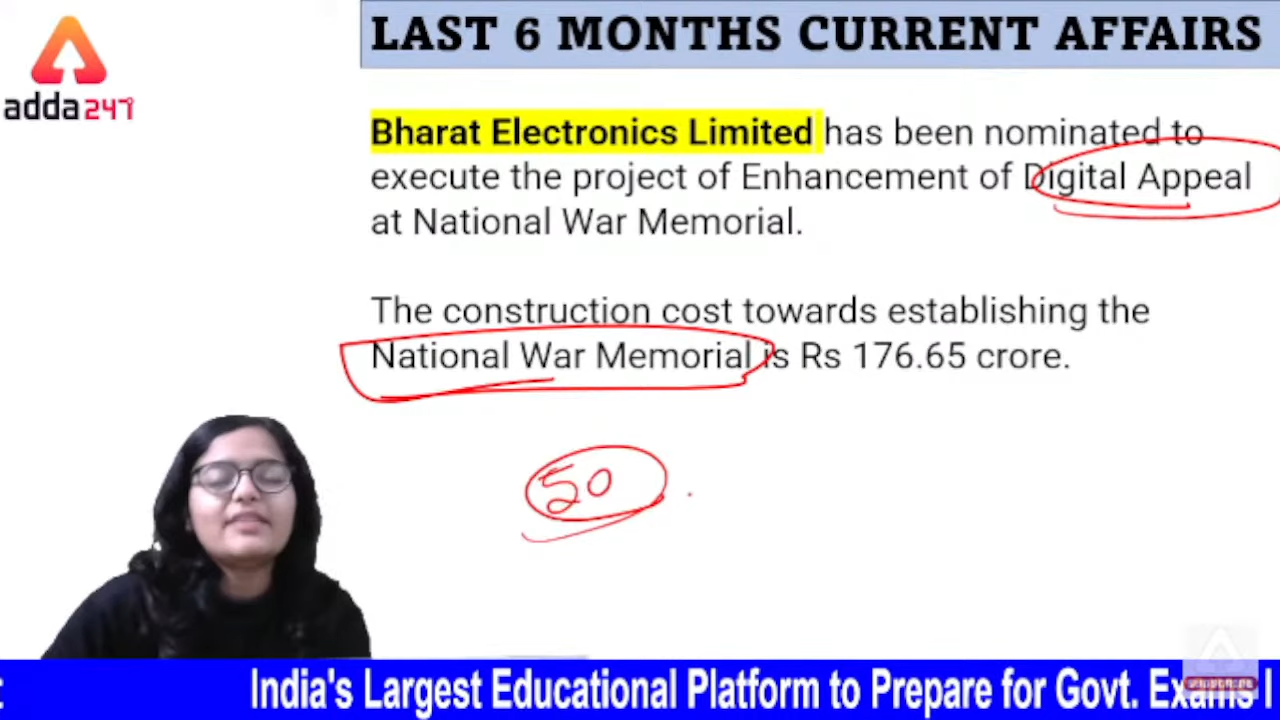 LAST 6 MONTHS CURRENT AFFAIRS
adda247
Bharat Electronics Limited has been nominated to
execute the project of Enhancement of Digital Appeal
at National War Memorial.
The construction cost towards establishing the
National War Memorial is Rs 176.65 crore.
50
India's Largest Educational Platform to Prepare for Govt. Exams I